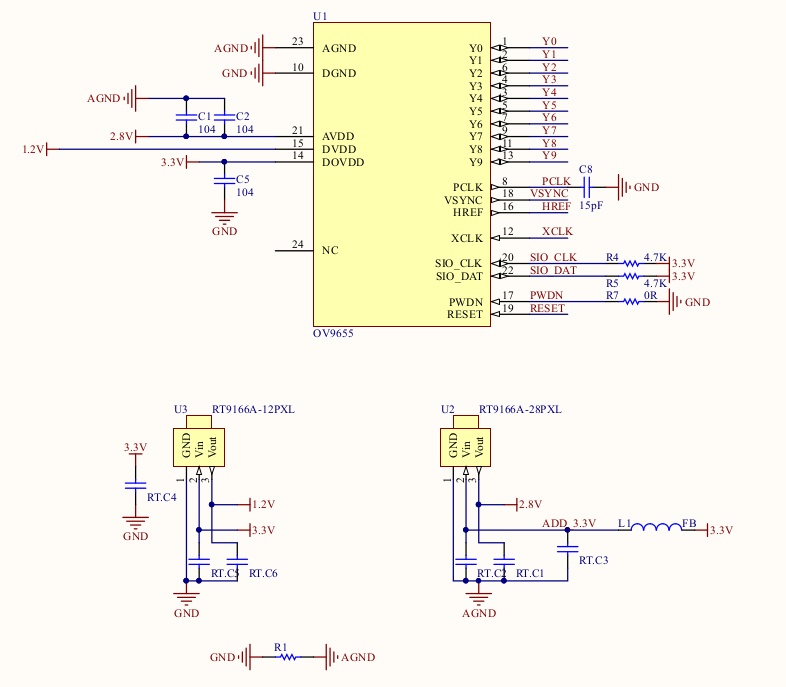 U1
AGND 23 AGND
GND 10 DGND
AGND
C1 C2
104 104
2.8V 21 AVDD
1.2V 15 DVDD
3.3V 14 DOVDD
C5
104
GND
24 NC
Y0 1 Y0
Y1 2 Y1
Y2 6 Y2
Y3 4 Y3
Y4 3 Y4
Y5 5 Y5
Y6 7 Y6
Y7 9 Y7
Y8 11 Y8
Y9 13 Y9
C8
PCLK 8 PCLK GND
VSYNC 18 VSYNC
HREF 16 HREF 15pF
XCLK 12 XCLK
SIO_CLK 20 SIO_CLK R4 4.7K 3.3V
SIO_DAT 22 SIO_DAT 3.3V
R5 4.7K
PWDN 17 PWDN R7 0R GND
RESET 19 RESET
OV9655
U3 RT9166A-12PXL
GND Vin Vout
1 2 3
3.3V
RT.C4
GND
1.2V
3.3V
RT.C5 RT.C6
GND
U2 RT9166A-28PXL
GND Vin Vout
1 2 3
2.8V
ADD_3.3V L1 FB 3.3V
RT.C2 RT.C1 RT.C3
AGND
GND R1 AGND